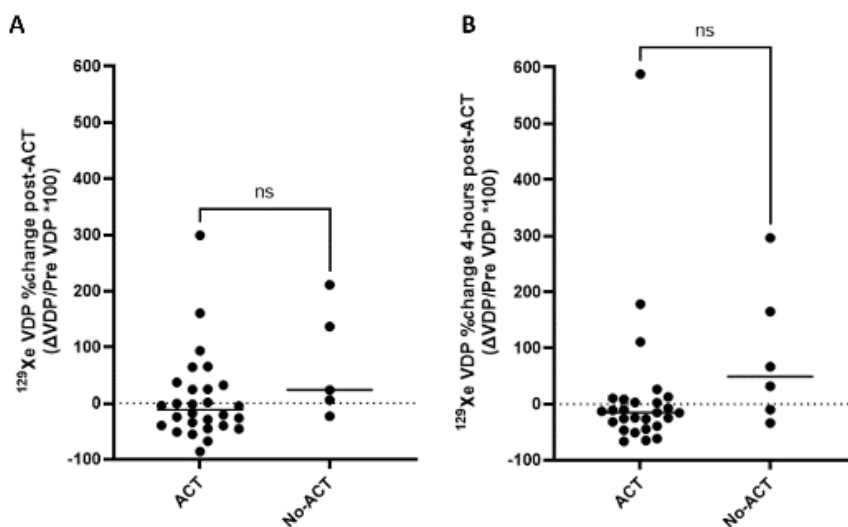 A
¹²⁹Xe VDP %change post-ACT
(ΔVDP/Pre VDP *100)
600
500
400
300
200
100
0
-100
ns
ACT
No-ACT
B
¹²⁹Xe VDP %change 4-hours post-ACT
(ΔVDP/Pre VDP *100)
600
500
400
300
200
100
0
-100
ns
ACT
No-ACT